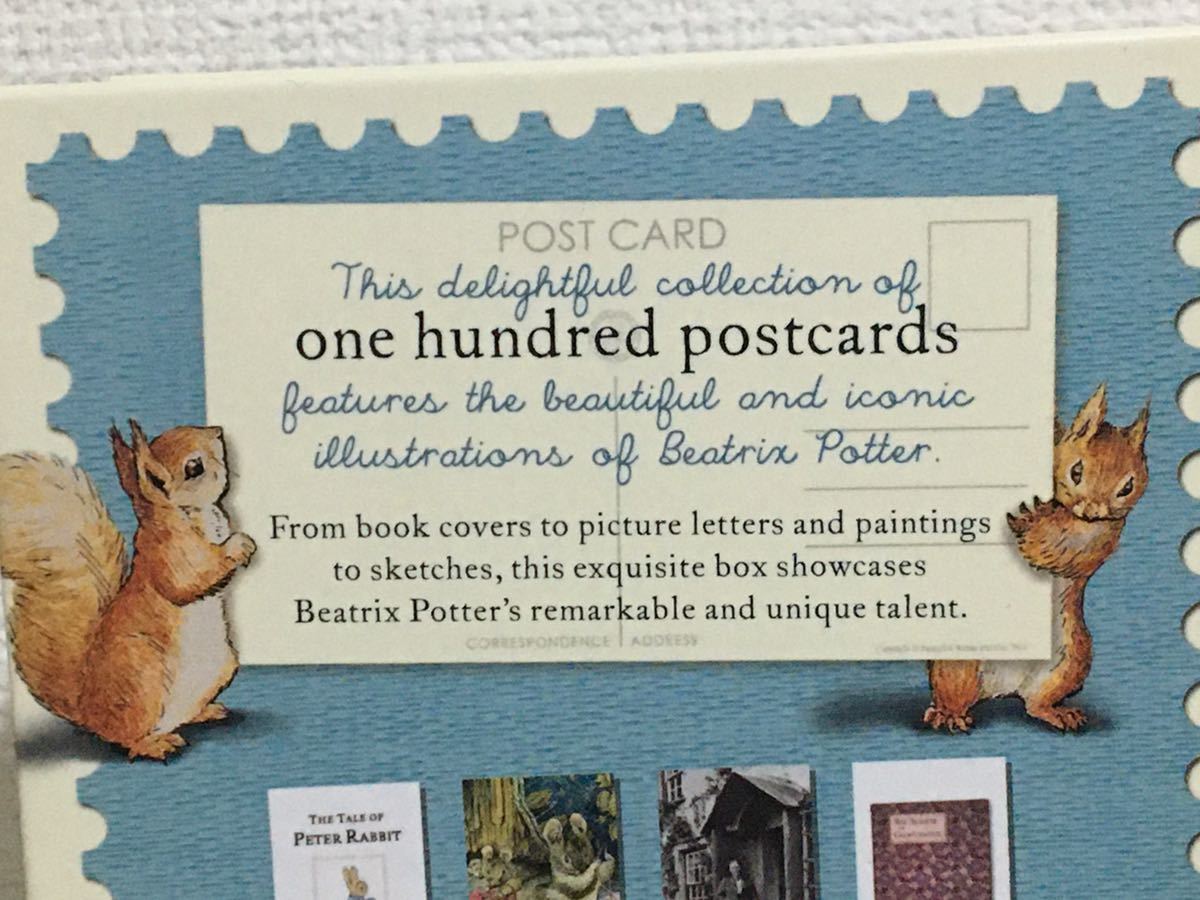 POST CARD
This delightful collection of
one hundred postcards
features the beautiful and iconic
illustrations of Beatrix Potter.
From book covers to picture letters and paintings
to sketches, this exquisite box showcases
Beatrix Potter's remarkable and unique talent.
CORRESPONDENCE ADDRESS
THE TALE OF
PETER RABBIT